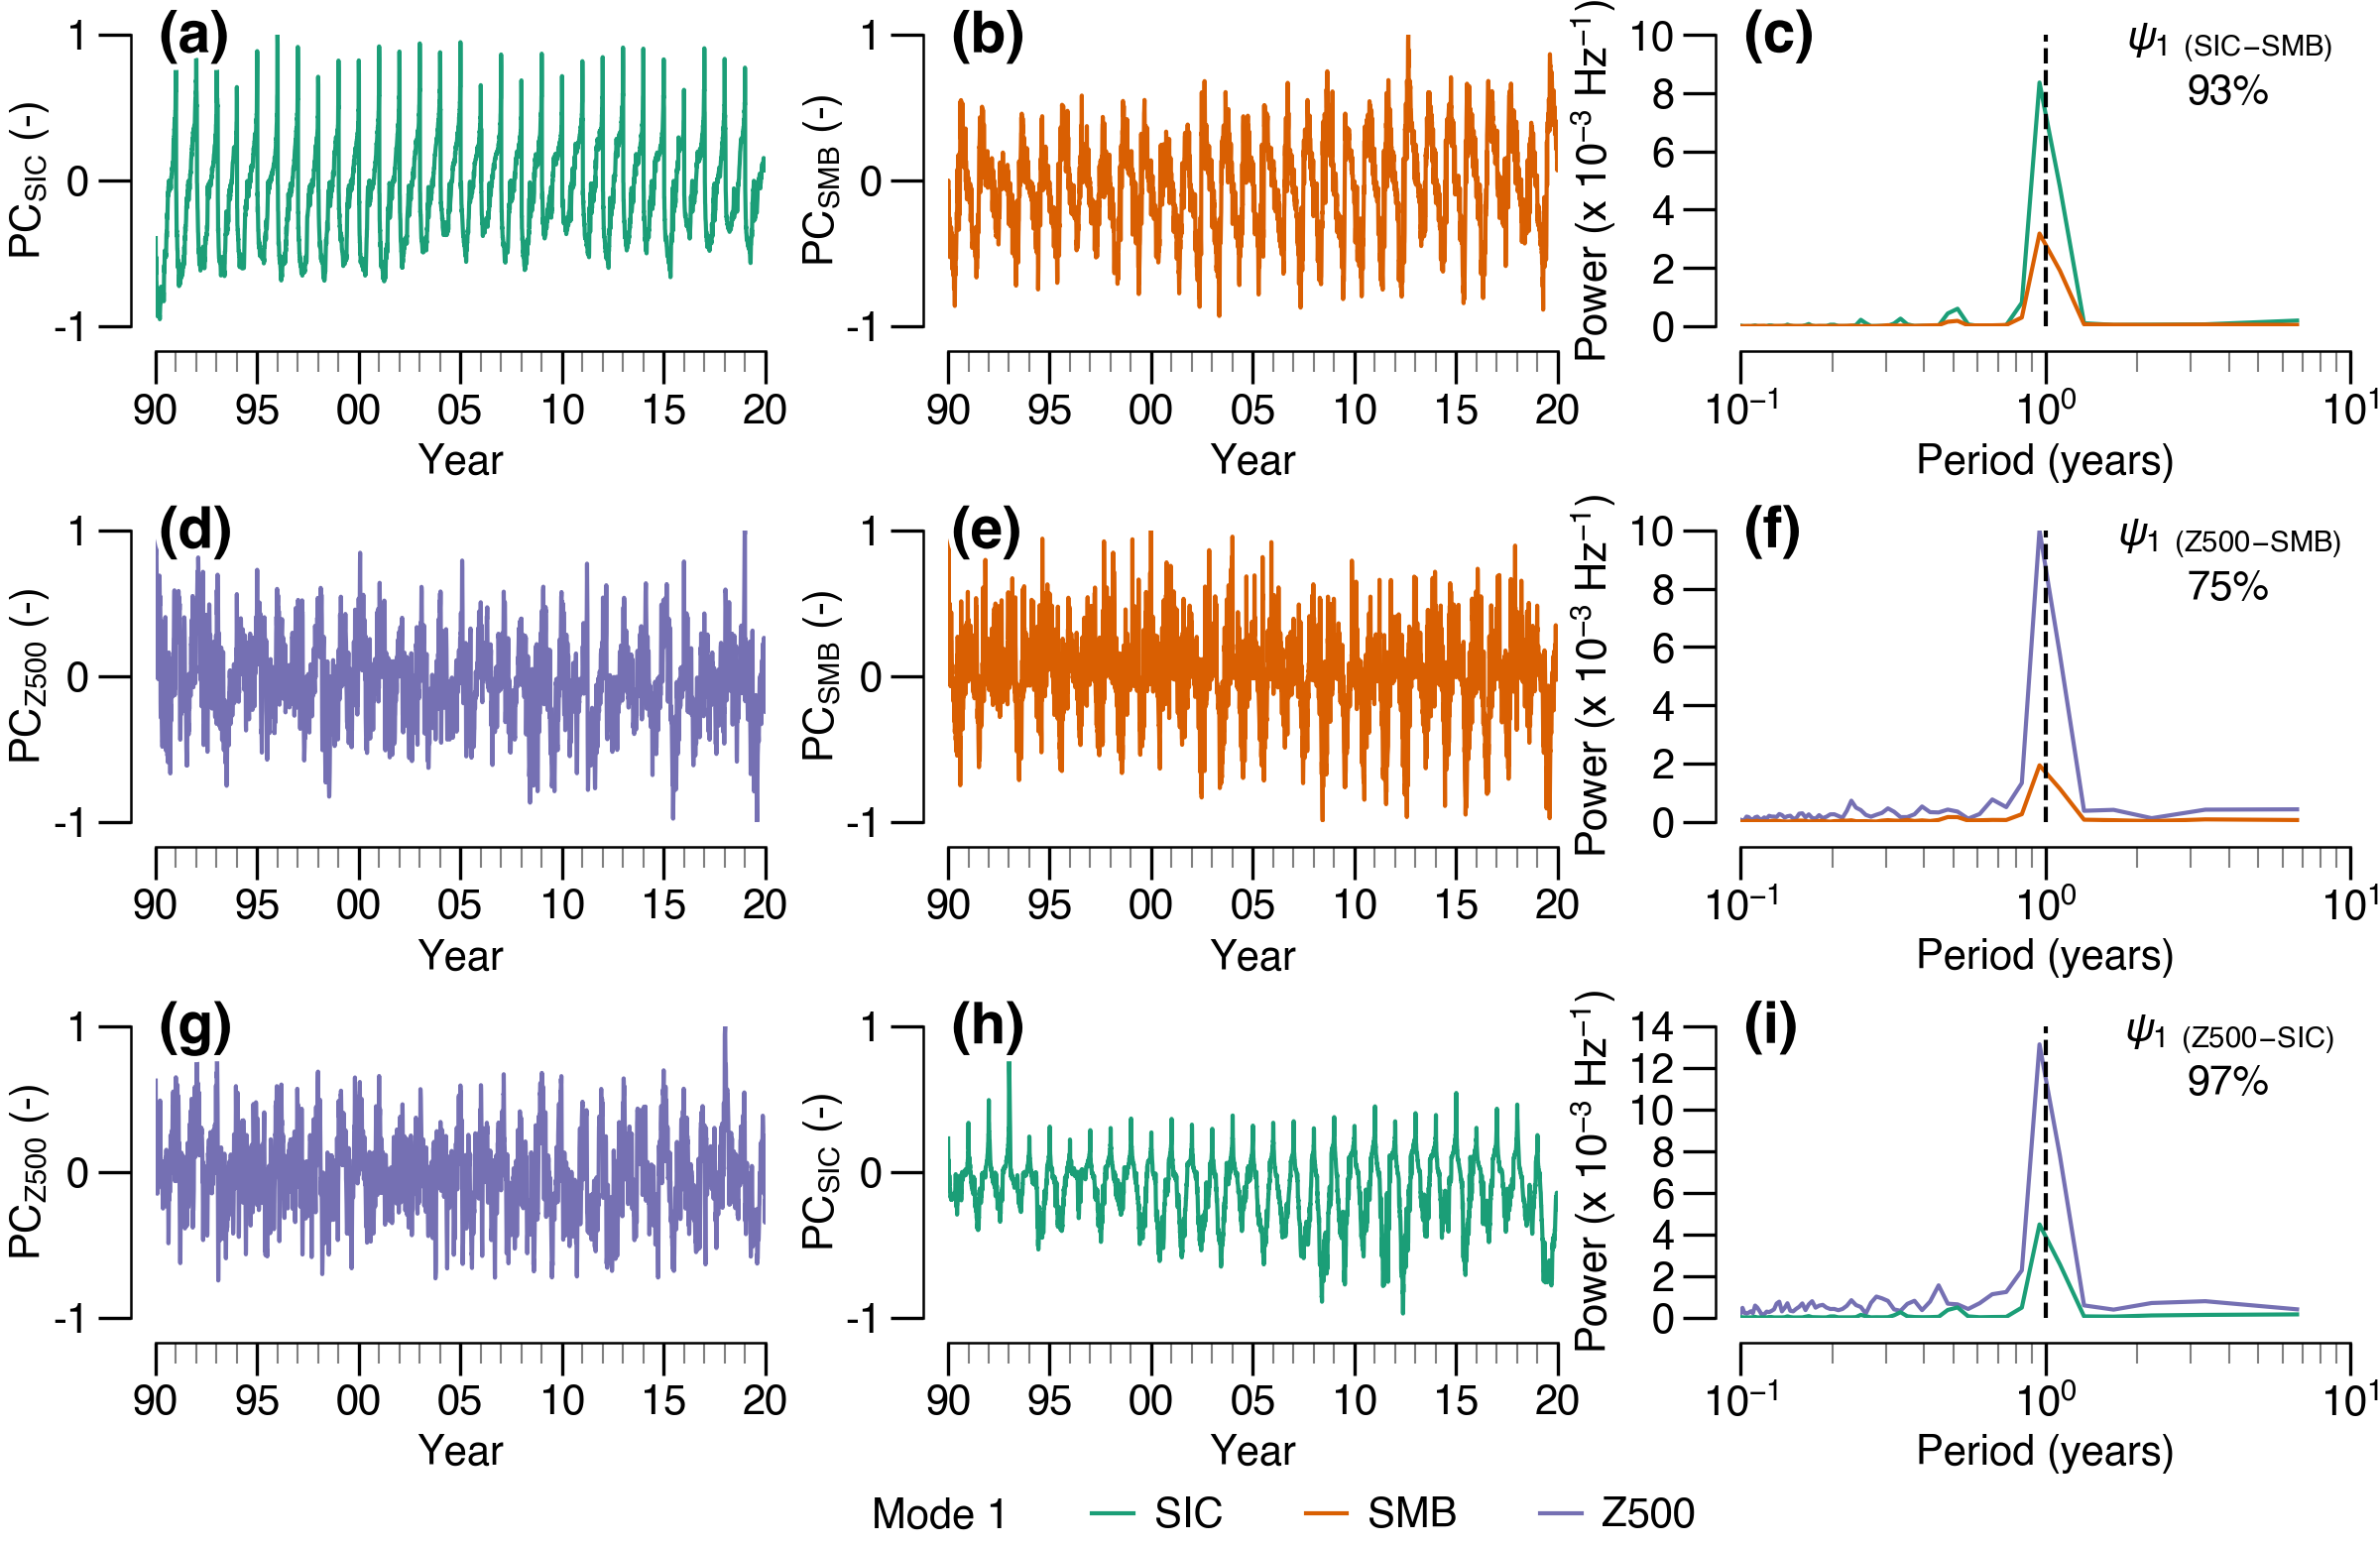 (a)
1
0
-1
PC_SIC (-)
90 95 00 05 10 15 20
Year
(b)
1
0
-1
PC_SMB (-)
90 95 00 05 10 15 20
Year
(c)
ψ1 (SIC–SMB)
93%
10
8
6
4
2
0
Power (x 10⁻³ Hz⁻¹)
10⁻¹ 10⁰ 10¹
Period (years)
(d)
1
0
-1
PC_Z500 (-)
90 95 00 05 10 15 20
Year
(e)
1
0
-1
PC_SMB (-)
90 95 00 05 10 15 20
Year
(f)
ψ1 (Z500–SMB)
75%
10
8
6
4
2
0
Power (x 10⁻³ Hz⁻¹)
10⁻¹ 10⁰ 10¹
Period (years)
(g)
1
0
-1
PC_Z500 (-)
90 95 00 05 10 15 20
Year
(h)
1
0
-1
PC_SIC (-)
90 95 00 05 10 15 20
Year
(i)
ψ1 (Z500–SIC)
97%
14
12
10
8
6
4
2
0
Power (x 10⁻³ Hz⁻¹)
10⁻¹ 10⁰ 10¹
Period (years)
Mode 1 SIC SMB Z500